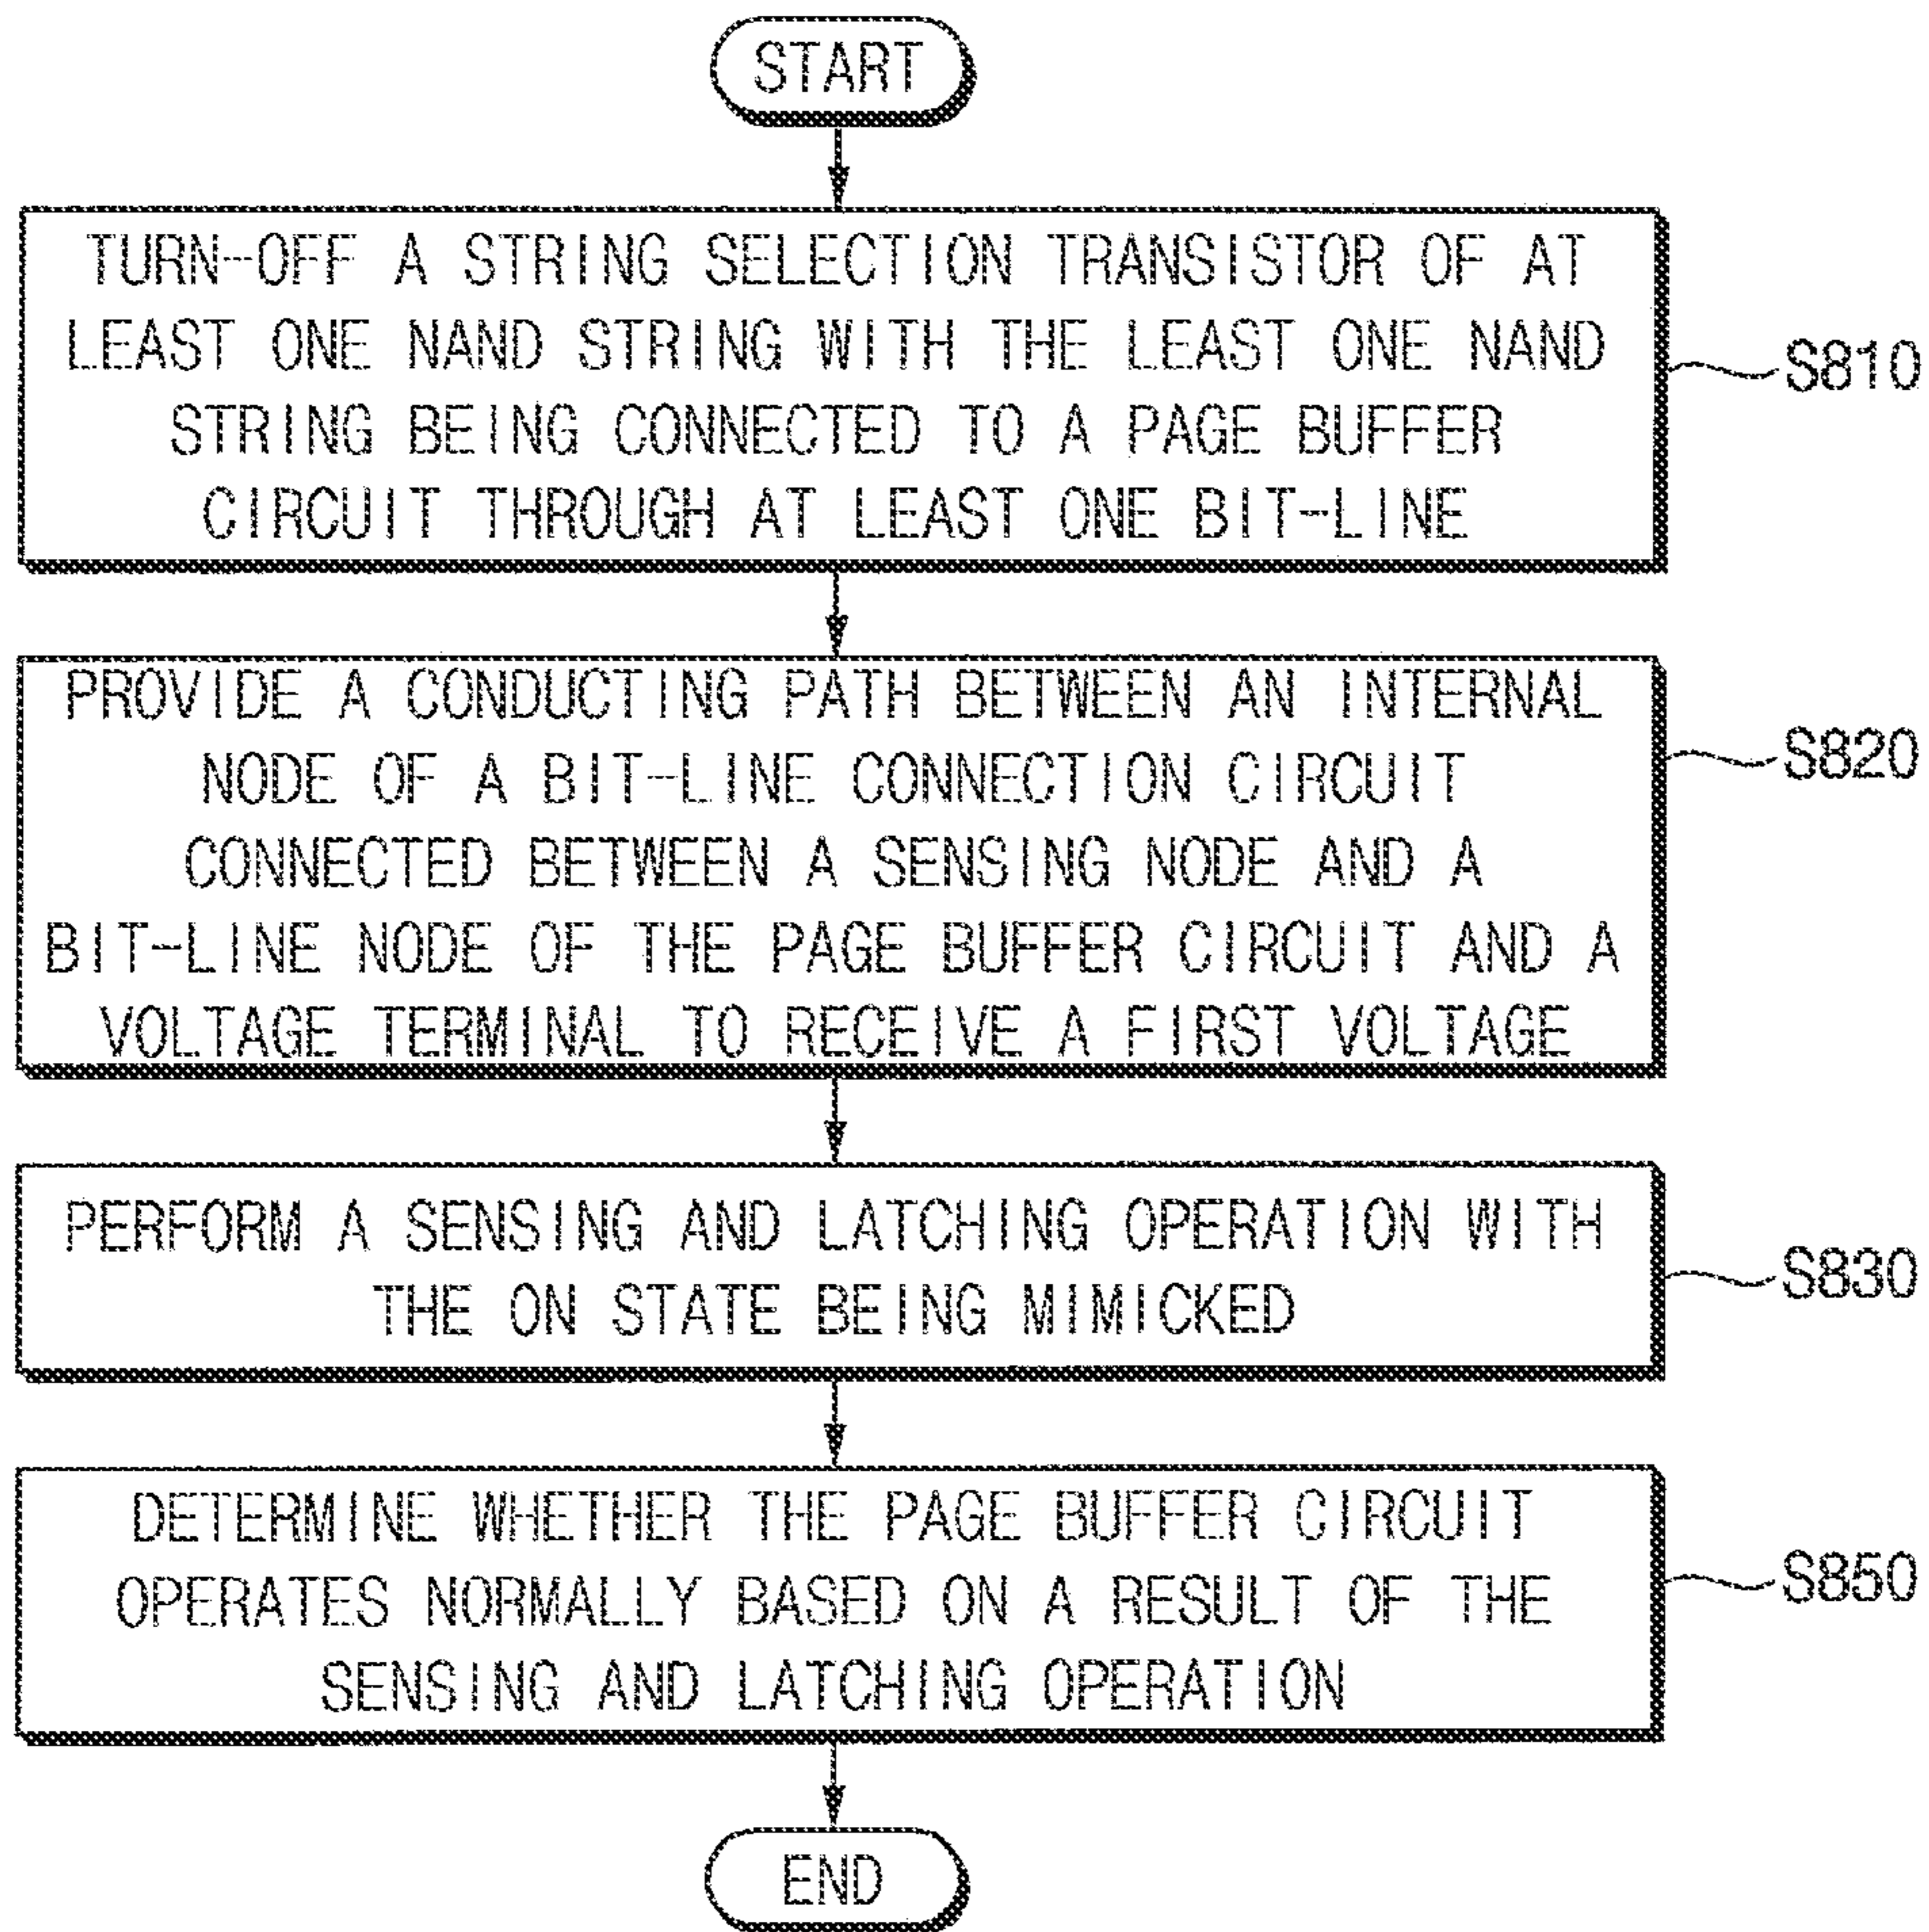 START
TURN-OFF A STRING SELECTION TRANSISTOR OF AT
LEAST ONE NAND STRING WITH THE LEAST ONE NAND
STRING BEING CONNECTED TO A PAGE BUFFER
CIRCUIT THROUGH AT LEAST ONE BIT-LINE
S810
PROVIDE A CONDUCTING PATH BETWEEN AN INTERNAL
NODE OF A BIT-LINE CONNECTION CIRCUIT
CONNECTED BETWEEN A SENSING NODE AND A
BIT-LINE NODE OF THE PAGE BUFFER CIRCUIT AND A
VOLTAGE TERMINAL TO RECEIVE A FIRST VOLTAGE
S820
PERFORM A SENSING AND LATCHING OPERATION WITH
THE ON STATE BEING MIMICKED
S830
DETERMINE WHETHER THE PAGE BUFFER CIRCUIT
OPERATES NORMALLY BASED ON A RESULT OF THE
SENSING AND LATCHING OPERATION
S850
END